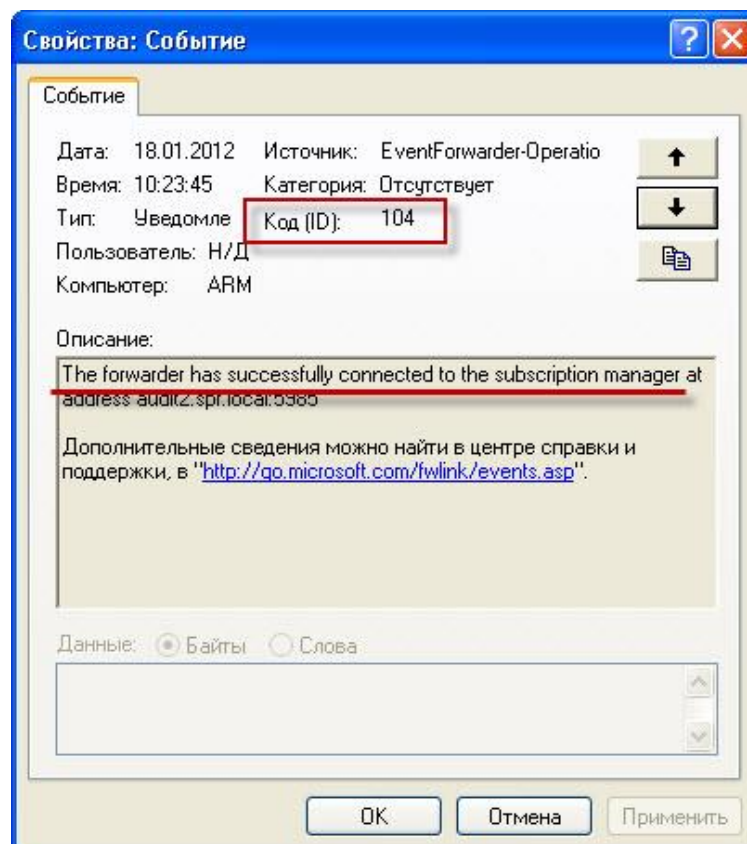 Свойства: Событие
Событие
Дата: 18.01.2012 Источник: EventForwarder-Operatio
Время: 10:23:45 Категория: Отсутствует
Тип: Уведомле Код (ID): 104
Пользователь: Н/Д
Компьютер: ARM
Описание:
The forwarder has successfully connected to the subscription manager at
address audit2.spr.local:5985
Дополнительные сведения можно найти в центре справки и
поддержки, в "http://go.microsoft.com/fwlink/events.asp".
Данные: Байты Слова
ОК Отмена Применить